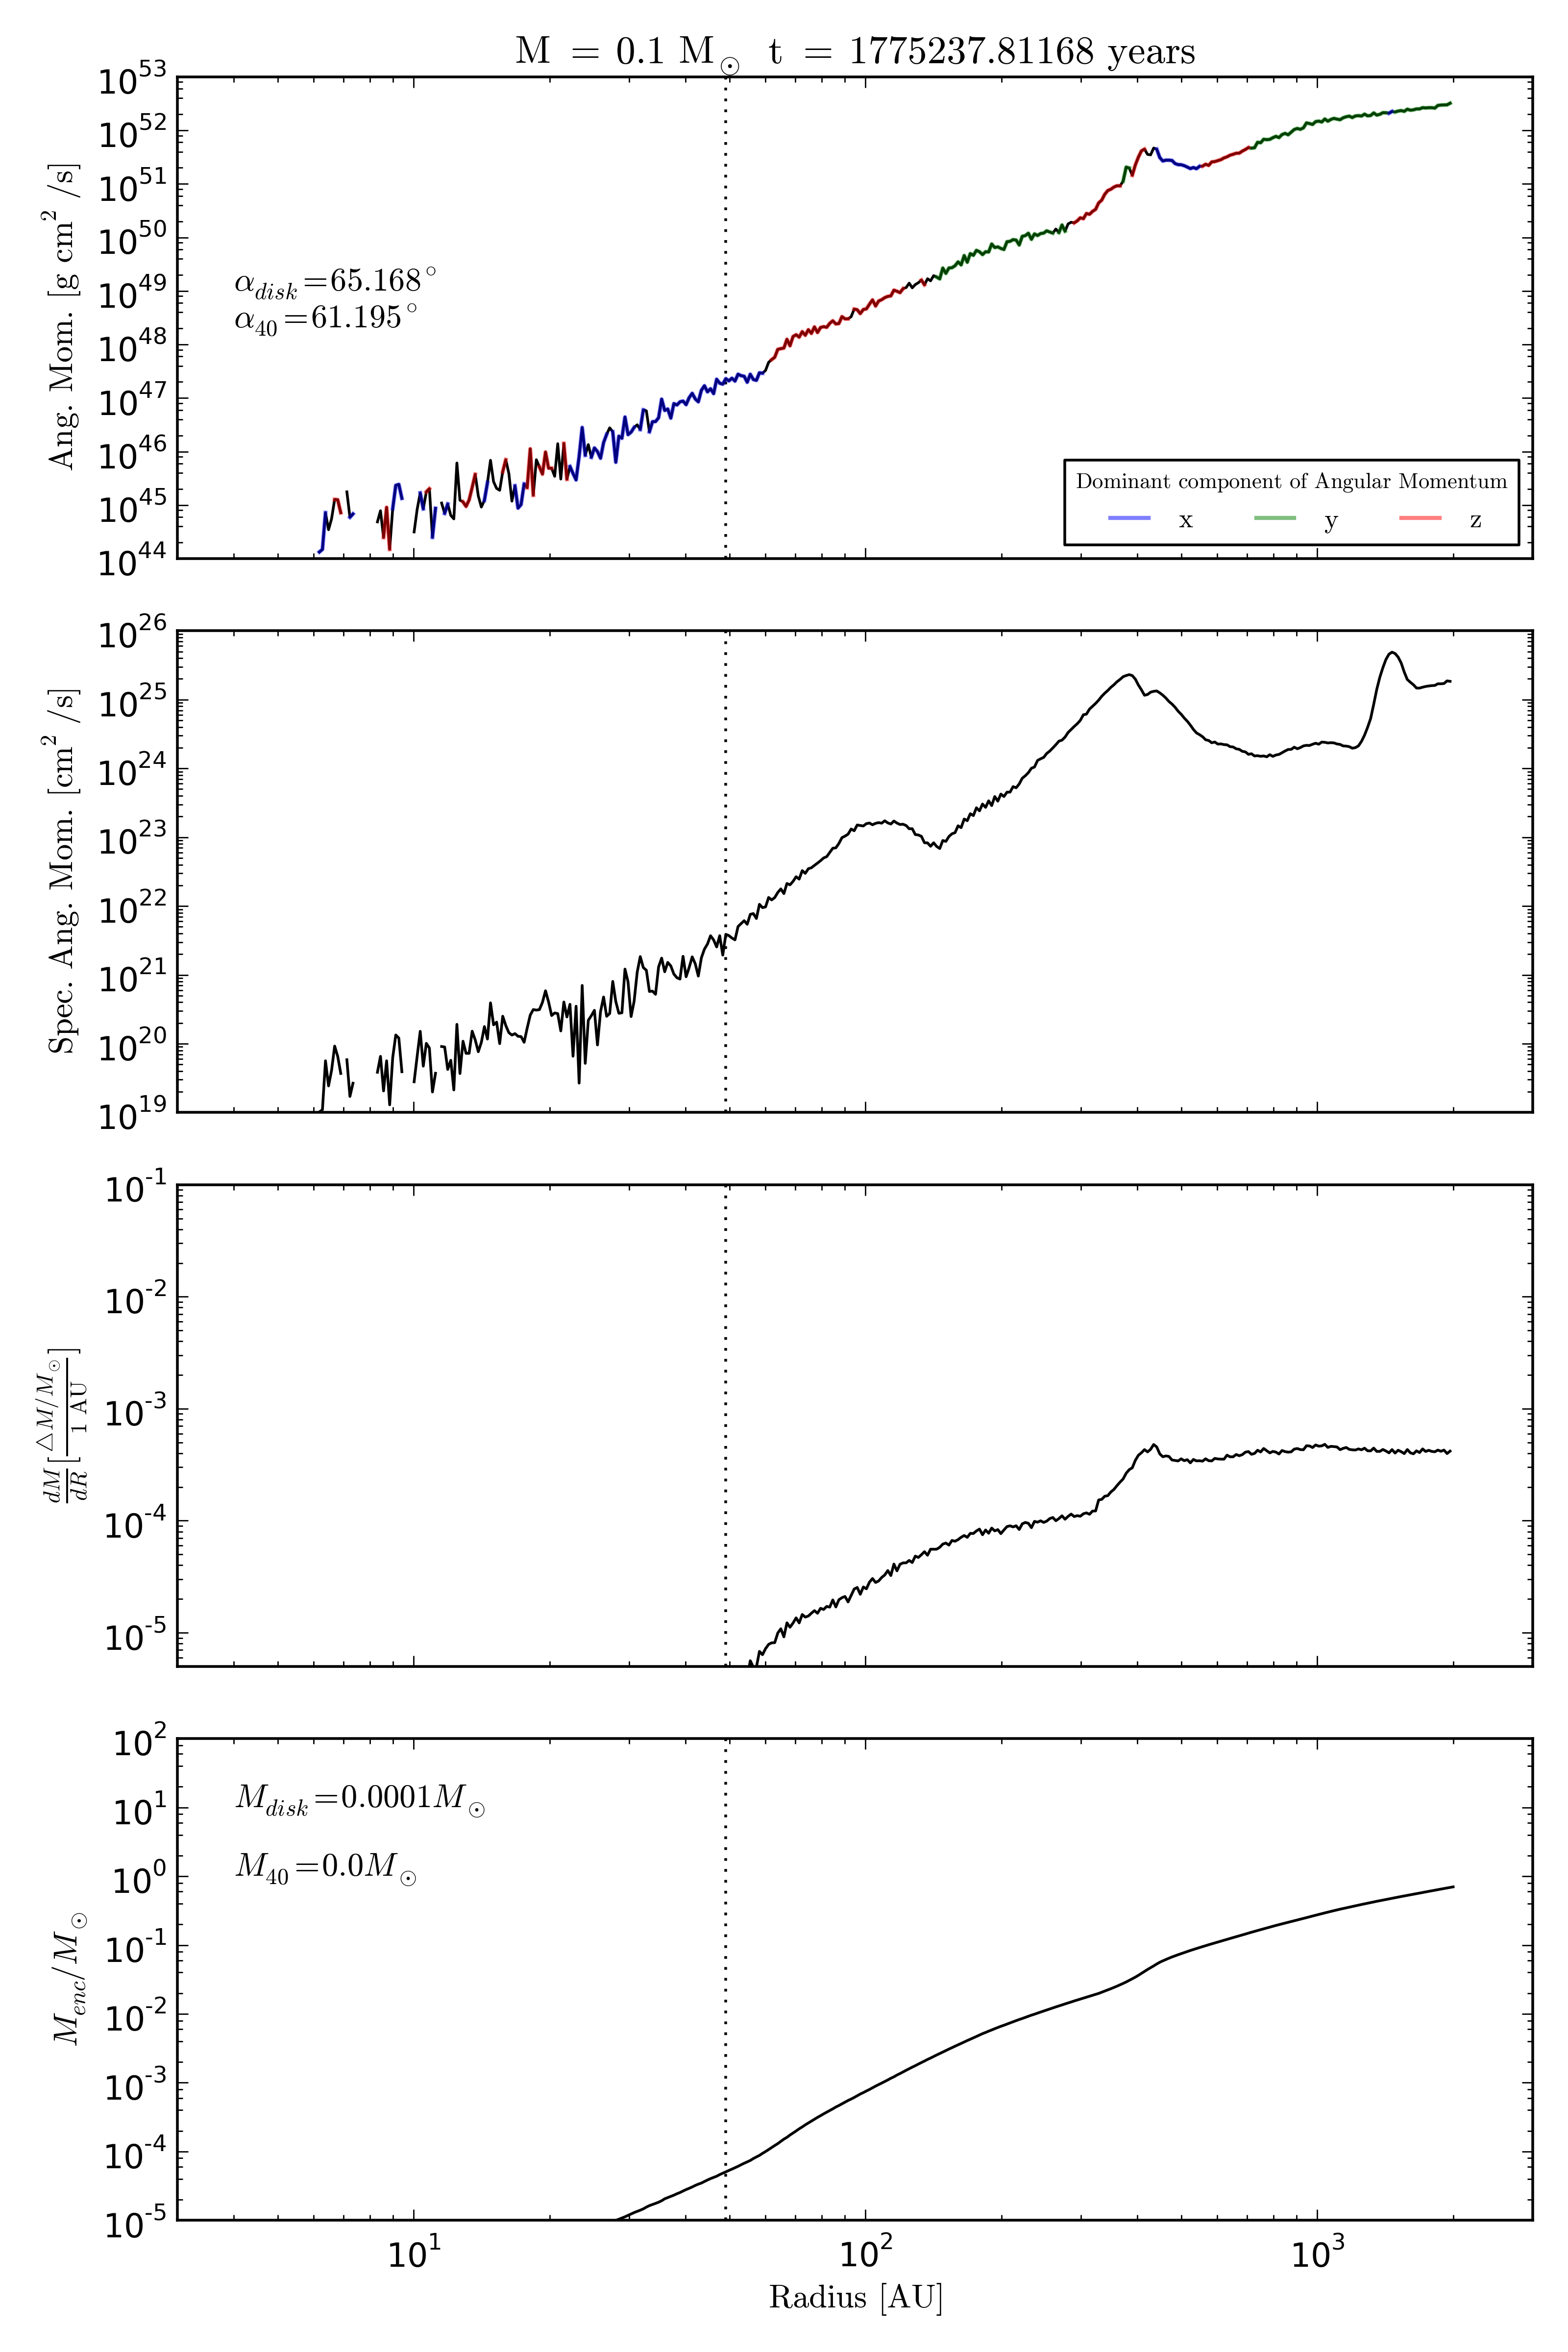 M = 0.1 M⊙ t = 1775237.81168 years
10^53
10^52
10^51
10^50
10^49
10^48
10^47
10^46
10^45
10^44
Ang. Mom. [g cm^2 /s]
α_disk=65.168°
α_40=61.195°
Dominant component of Angular Momentum
x y z
10^26
10^25
10^24
10^23
10^22
10^21
10^20
10^19
Spec. Ang. Mom. [cm^2 /s]
10^-1
10^-2
10^-3
10^-4
10^-5
dM/dR [△M/M⊙ / 1 AU]
10^2
10^1
10^0
10^-1
10^-2
10^-3
10^-4
10^-5
M_enc/M⊙
M_disk=0.0001M⊙
M_40=0.0M⊙
10^1 10^2 10^3
Radius [AU]